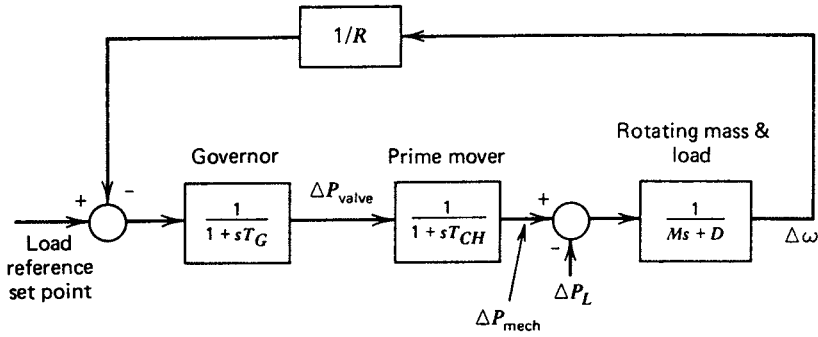 1/R
Rotating mass &
load
Governor
Prime mover
+
−
ΔP_valve
+
1
1 + sT_G
1
1 + sT_CH
1
Ms + D
−
Load
reference
set point
ΔP_mech
ΔP_L
Δω